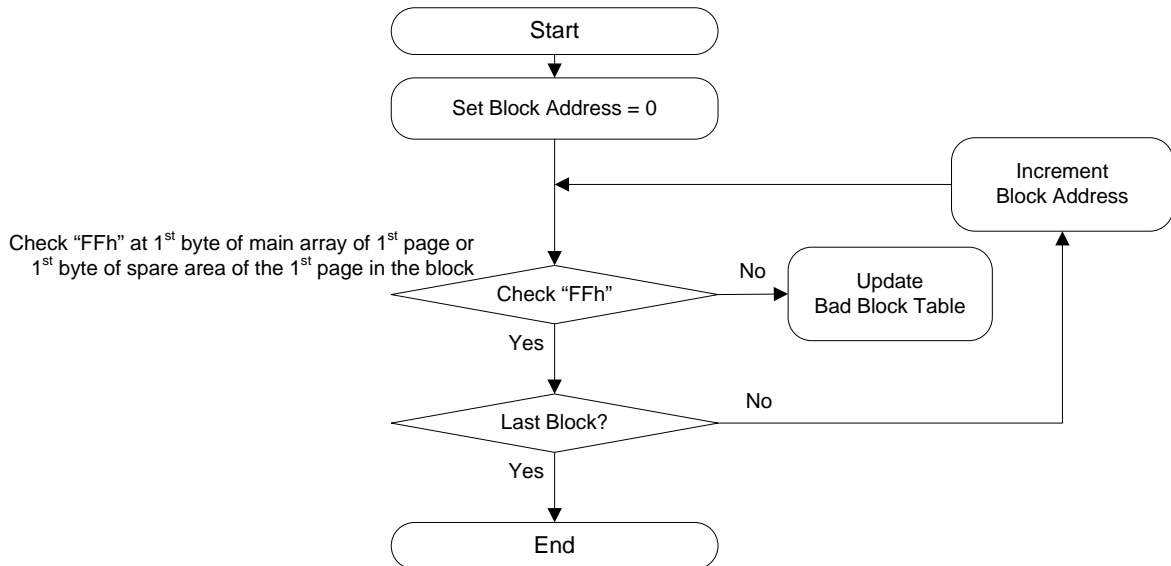 Start
Set Block Address = 0
Increment
Block Address
Check “FFh” at 1st byte of main array of 1st page or
1st byte of spare area of the 1st page in the block
Check “FFh”
No
Update
Bad Block Table
Yes
Last Block?
No
Yes
End